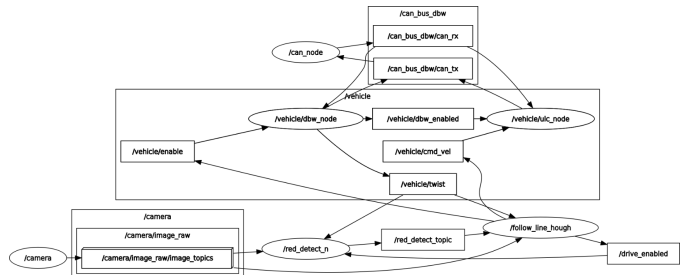 /can_bus_dbw
/can_bus_dbw/can_rx
/can_node
/can_bus_dbw/can_tx
/vehicle
/vehicle/dbw_node
/vehicle/dbw_enabled
/vehicle/ulc_node
/vehicle/enable
/vehicle/cmd_vel
/vehicle/twist
/camera
/camera/image_raw
/follow_line_hough
/red_detect_topic
/red_detect_n
/camera
/camera/image_raw/image_topics
/drive_enabled